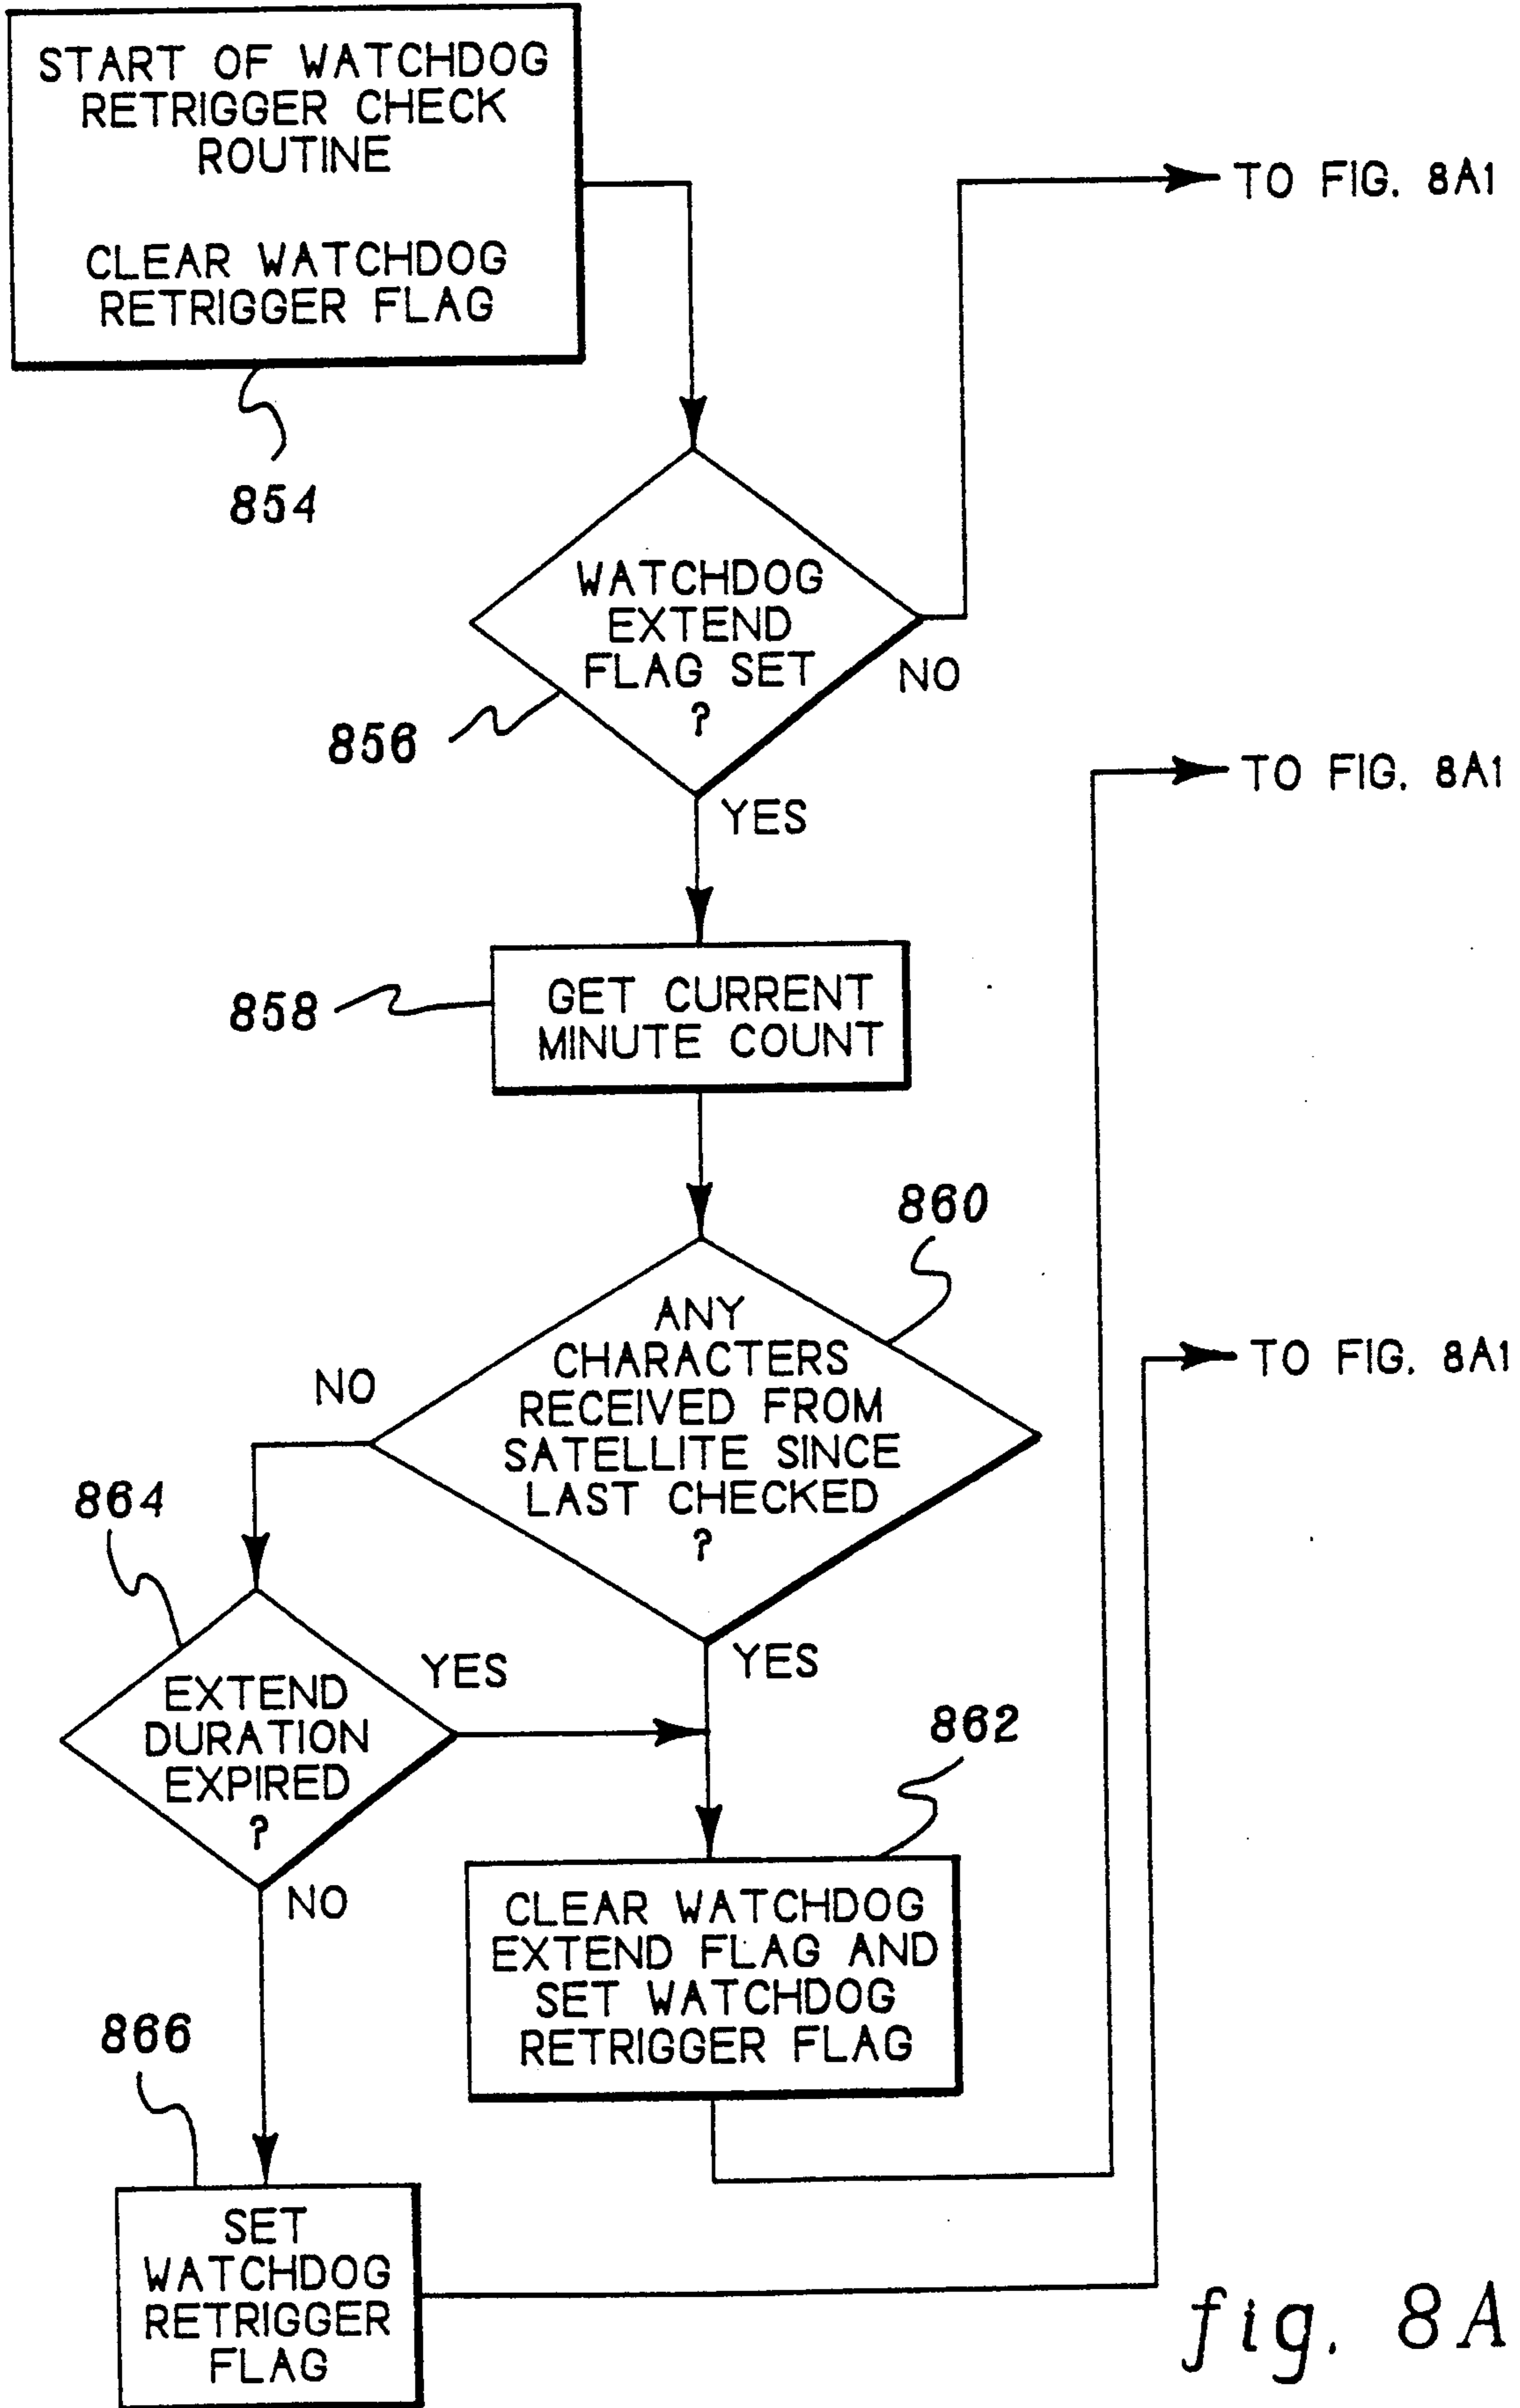 START OF WATCHDOG
RETRIGGER CHECK
ROUTINE
CLEAR WATCHDOG
RETRIGGER FLAG
854
TO FIG. 8A1
WATCHDOG
EXTEND
FLAG SET
?
NO
856
YES
TO FIG. 8A1
858
GET CURRENT
MINUTE COUNT
860
ANY
CHARACTERS
RECEIVED FROM
SATELLITE SINCE
LAST CHECKED
?
NO
YES
TO FIG. 8A1
864
EXTEND
DURATION
EXPIRED
?
YES
NO
862
CLEAR WATCHDOG
EXTEND FLAG AND
SET WATCHDOG
RETRIGGER FLAG
866
SET
WATCHDOG
RETRIGGER
FLAG
fig. 8A